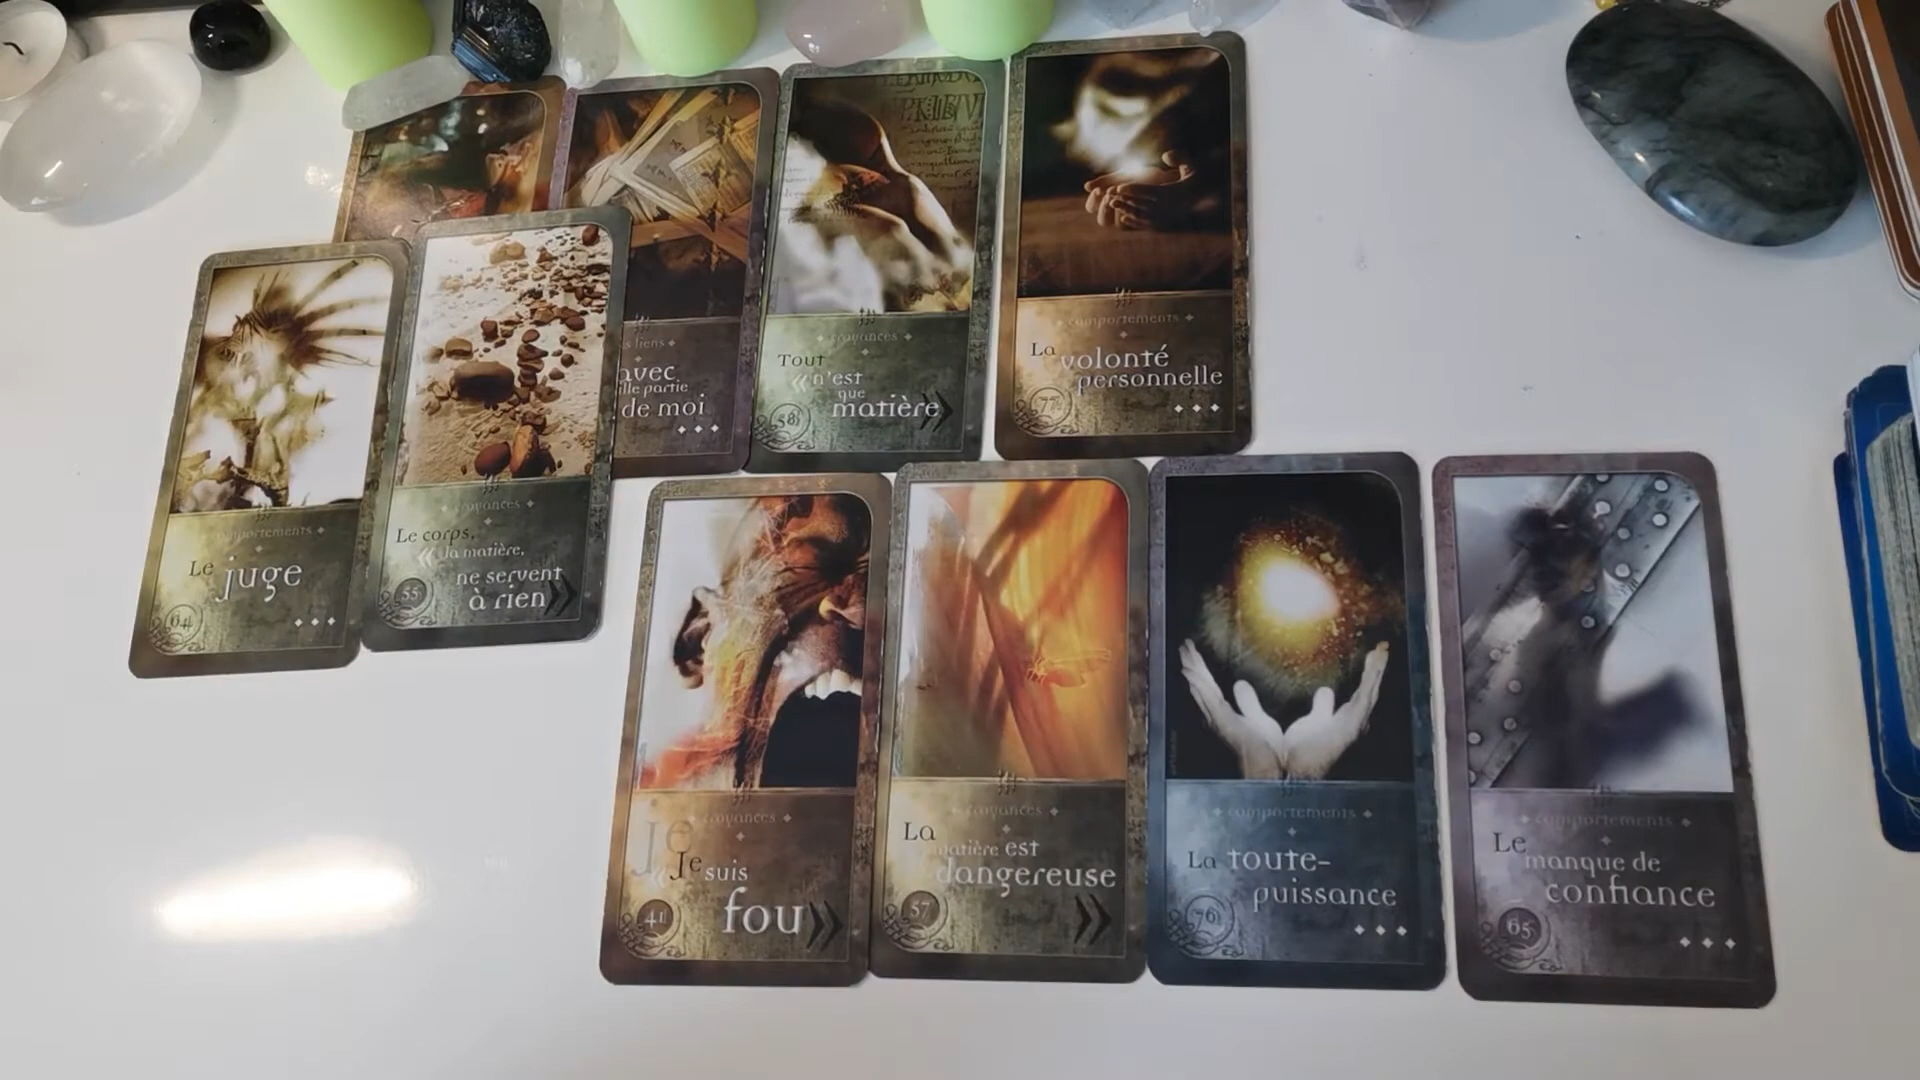 s liens
avec
ille partie
de moi
croyances
Tout
« n'est
que
matière »
58
comportements
La volonté
personnelle
77
comportements
Le juge
64
croyances
Le corps,
« la matière,
ne servent
à rien »
55
croyances
Je
« Je suis
fou »
41
croyances
La
matière est
dangereuse »
57
comportements
La toute-
puissance
76
comportements
Le
manque de
confiance
65